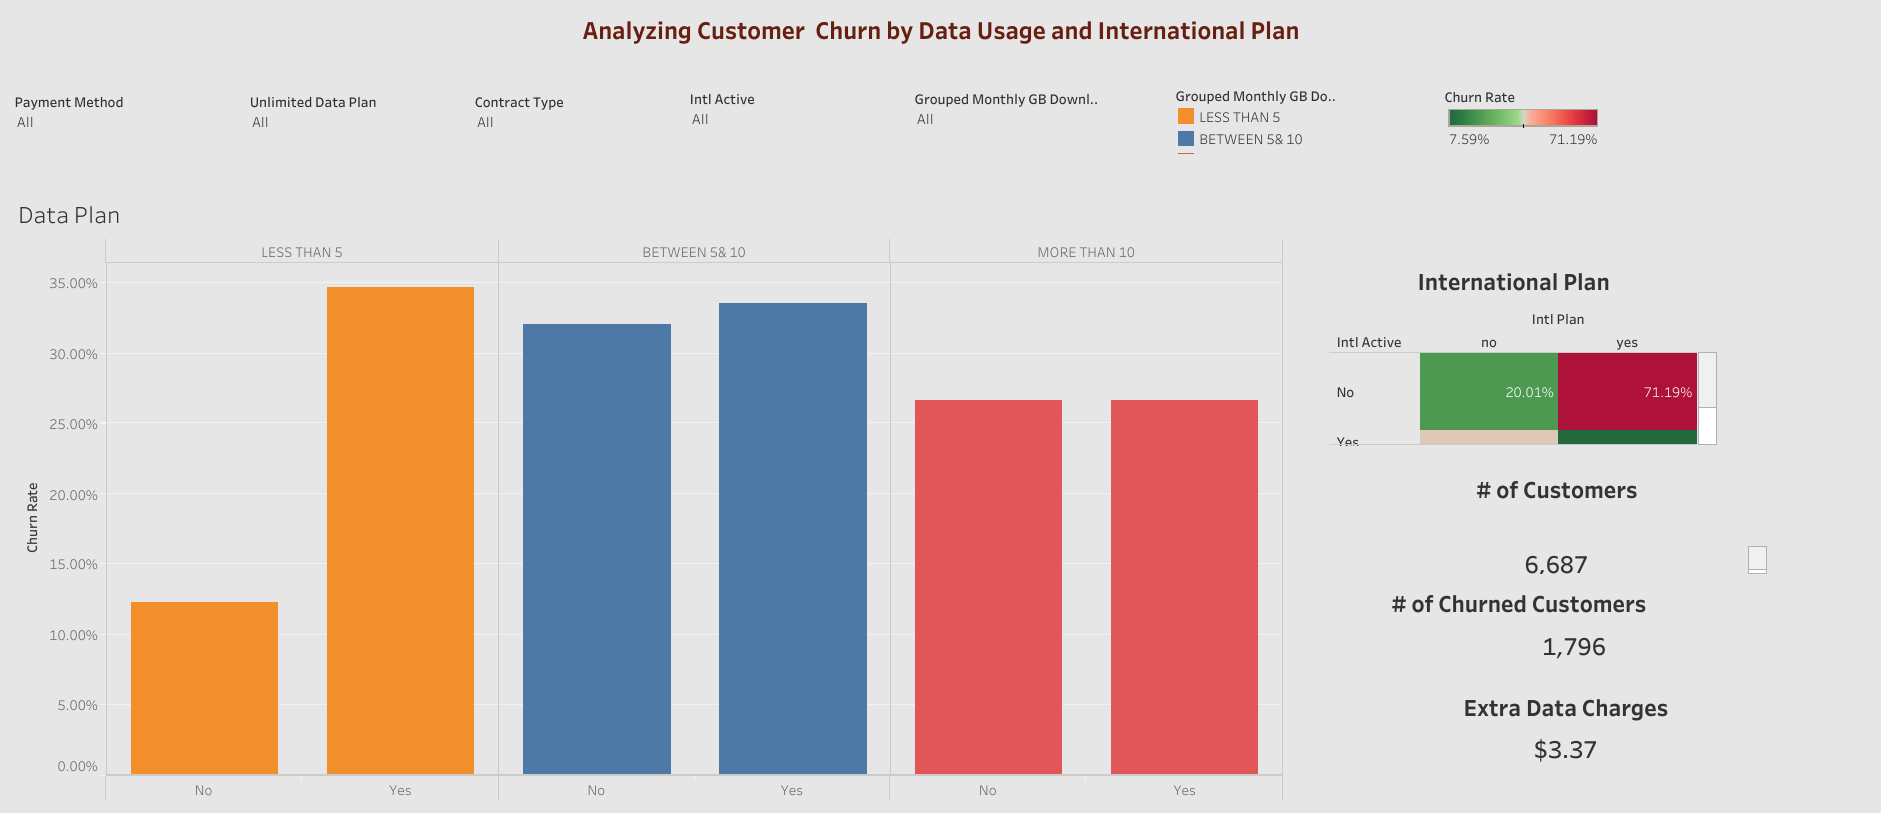 Analyzing Customer  Churn by Data Usage and International Plan
Payment Method
All
Unlimited Data Plan
All
Contract Type
All
Intl Active
All
Grouped Monthly GB Downl..
All
Grouped Monthly GB Do..
LESS THAN 5
BETWEEN 5& 10
Churn Rate
7.59% 71.19%
Data Plan
LESS THAN 5 BETWEEN 5& 10 MORE THAN 10
35.00%
30.00%
25.00%
20.00%
15.00%
10.00%
5.00%
0.00%
Churn Rate
No Yes No Yes No Yes
International Plan
Intl Plan
Intl Active no yes
No 20.01% 71.19%
Yes
# of Customers
6,687
# of Churned Customers
1,796
Extra Data Charges
$3.37